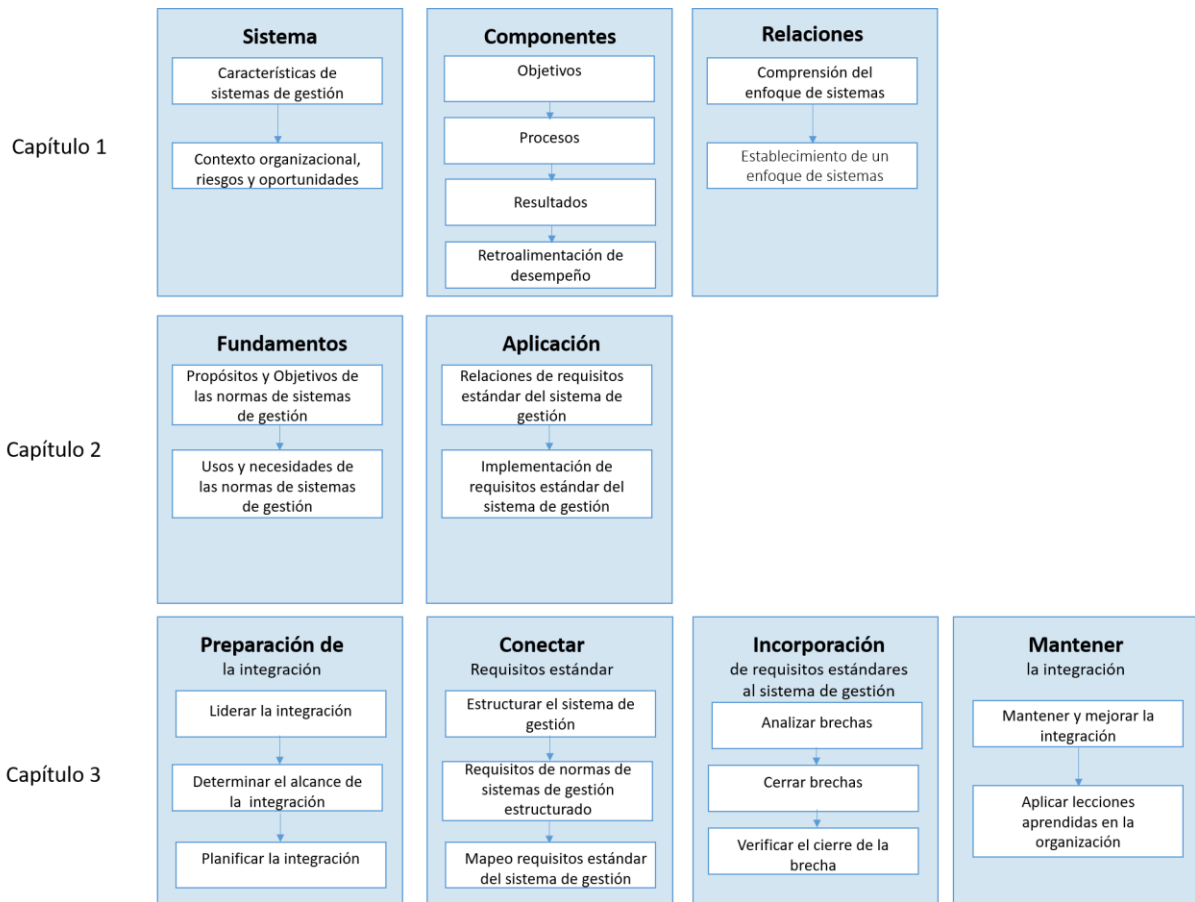 Capítulo 1
Sistema
Características de
sistemas de gestión
Contexto organizacional,
riesgos y oportunidades
Componentes
Objetivos
Procesos
Resultados
Retroalimentación de
desempeño
Relaciones
Comprensión del
enfoque de sistemas
Establecimiento de un
enfoque de sistemas
Capítulo 2
Fundamentos
Propósitos y Objetivos de
las normas de sistemas
de gestión
Usos y necesidades de
las normas de sistemas
de gestión
Aplicación
Relaciones de requisitos
estándar del sistema de
gestión
Implementación de
requisitos estándar del
sistema de gestión
Capítulo 3
Preparación de
la integración
Liderar la integración
Determinar el alcance de
la integración
Planificar la integración
Conectar
Requisitos estándar
Estructurar el sistema de
gestión
Requisitos de normas de
sistemas de gestión
estructurado
Mapeo requisitos estándar
del sistema de gestión
Incorporación
de requisitos estándares
al sistema de gestión
Analizar brechas
Cerrar brechas
Verificar el cierre de la
brecha
Mantener
la integración
Mantener y mejorar la
integración
Aplicar lecciones
aprendidas en la
organización